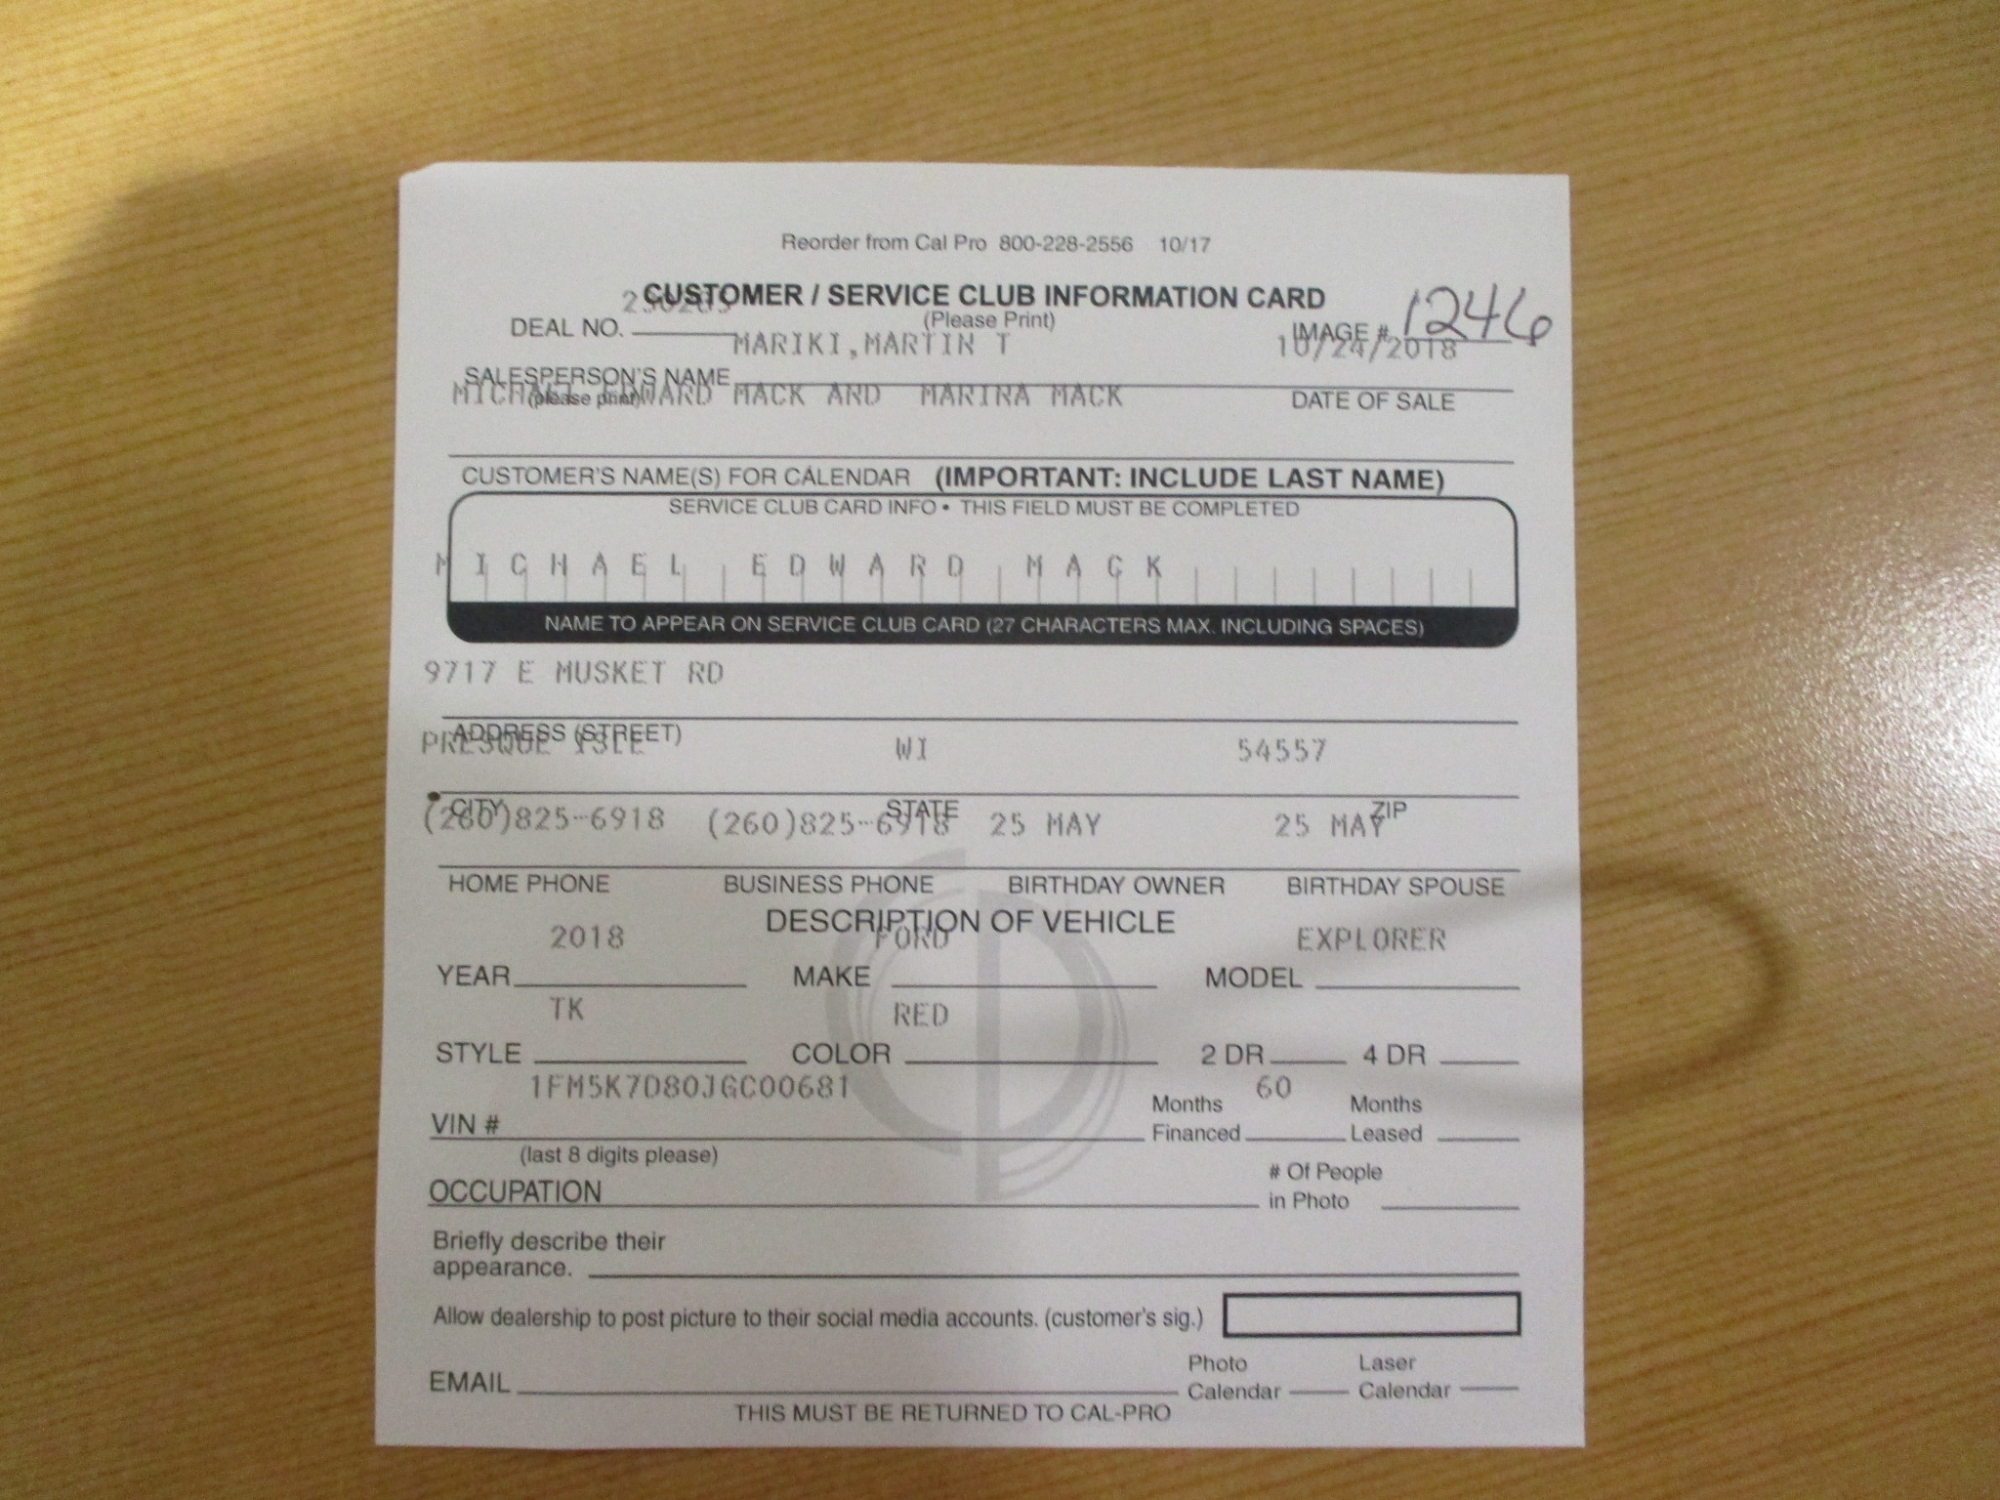 Reorder from Cal Pro 800-228-2556 10/17
CUSTOMER / SERVICE CLUB INFORMATION CARD
(Please Print)
DEAL NO. IMAGE # 1246
MARIKI,MARTIN T 10/24/2018
SALESPERSON'S NAME
(please print) DATE OF SALE
MICHAEL EDWARD MACK AND MARINA MACK
CUSTOMER'S NAME(S) FOR CALENDAR (IMPORTANT: INCLUDE LAST NAME)
SERVICE CLUB CARD INFO • THIS FIELD MUST BE COMPLETED
MICHAEL EDWARD MACK
NAME TO APPEAR ON SERVICE CLUB CARD (27 CHARACTERS MAX. INCLUDING SPACES)
9717 E MUSKET RD
ADDRESS (STREET)
PRESQUE ISLE WI 54557
CITY STATE ZIP
(260)825-6918 (260)825-6918 25 MAY 25 MAY
HOME PHONE BUSINESS PHONE BIRTHDAY OWNER BIRTHDAY SPOUSE
DESCRIPTION OF VEHICLE
2018 FORD EXPLORER
YEAR MAKE MODEL
TK RED
STYLE COLOR 2 DR 4 DR
1FM5K7D80JGC00681 60
VIN # Months Financed Months Leased
(last 8 digits please)
OCCUPATION # Of People in Photo
Briefly describe their
appearance.
Allow dealership to post picture to their social media accounts. (customer's sig.)
EMAIL Photo Calendar Laser Calendar
THIS MUST BE RETURNED TO CAL-PRO